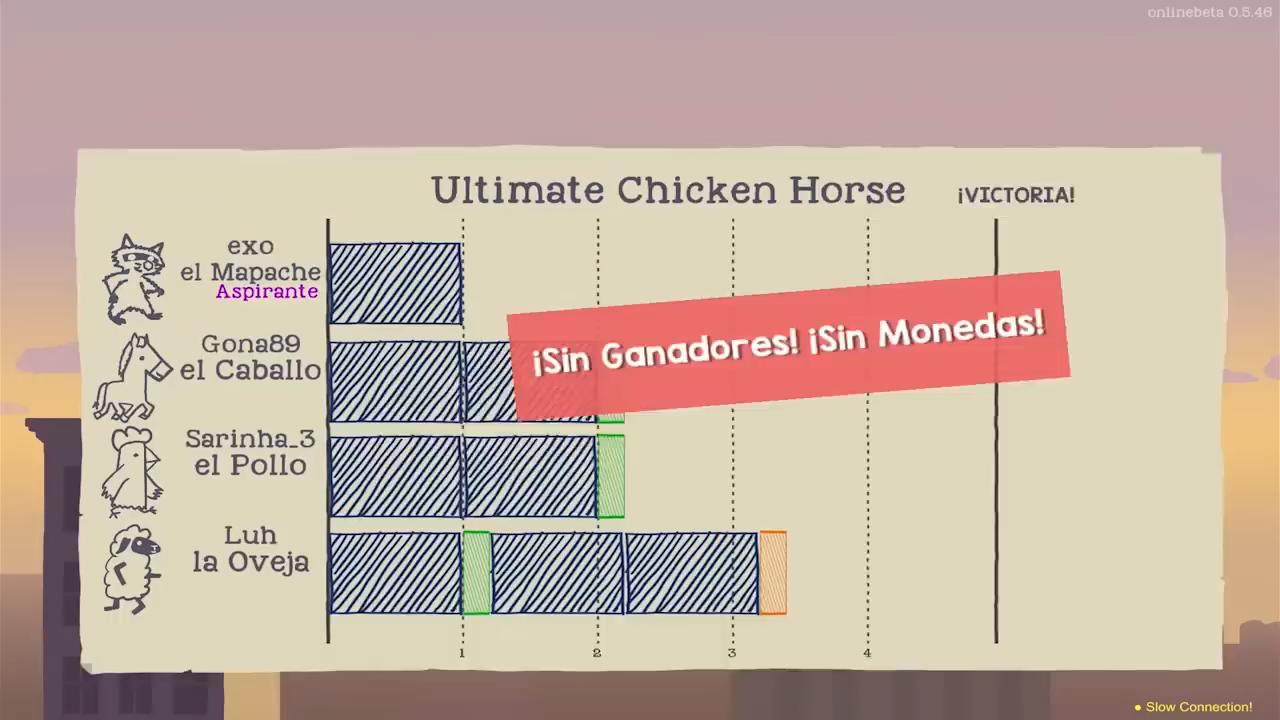 onlinebeta 0.5.46
Ultimate Chicken Horse
¡VICTORIA!
exo
el Mapache
Aspirante
Gona89
el Caballo
¡Sin Ganadores! ¡Sin Monedas!
Sarinha_3
el Pollo
Luh
la Oveja
1 2 3 4
● Slow Connection!